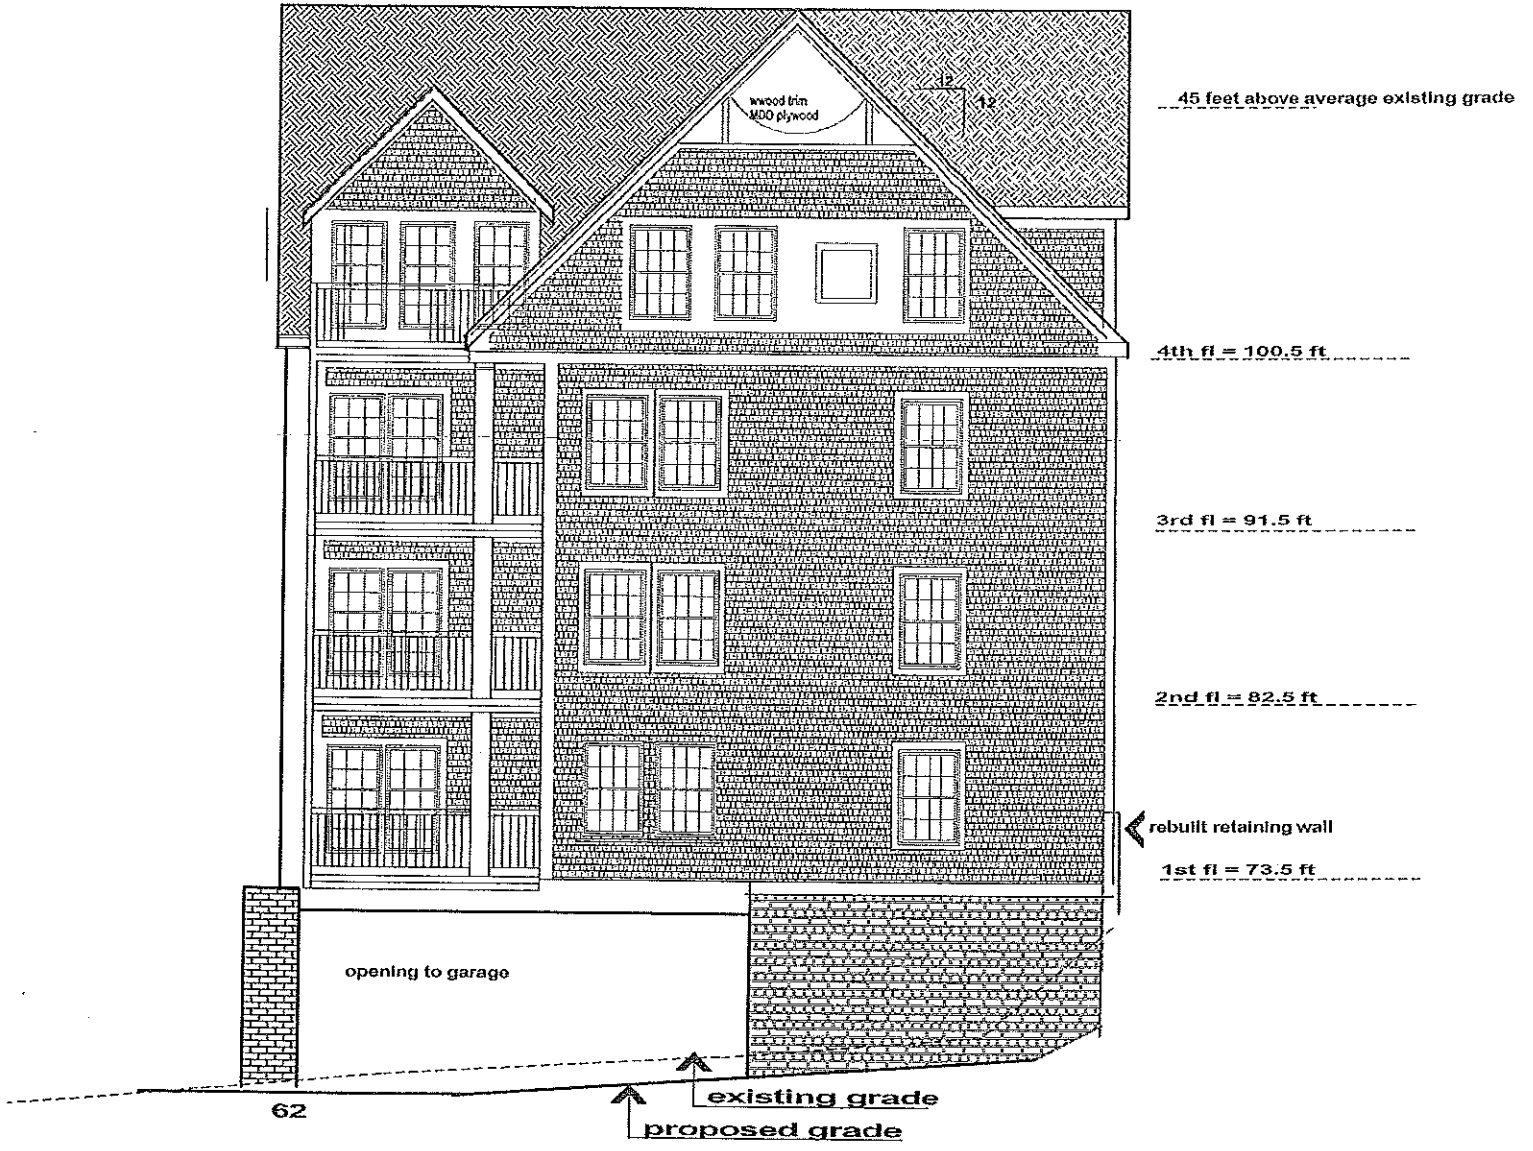 12
12
45 feet above average existing grade
wwood trim
MDO plywood
4th fl = 100.5 ft
3rd fl = 91.5 ft
2nd fl = 82.5 ft
rebuilt retaining wall
1st fl = 73.5 ft
opening to garage
existing grade
62
proposed grade